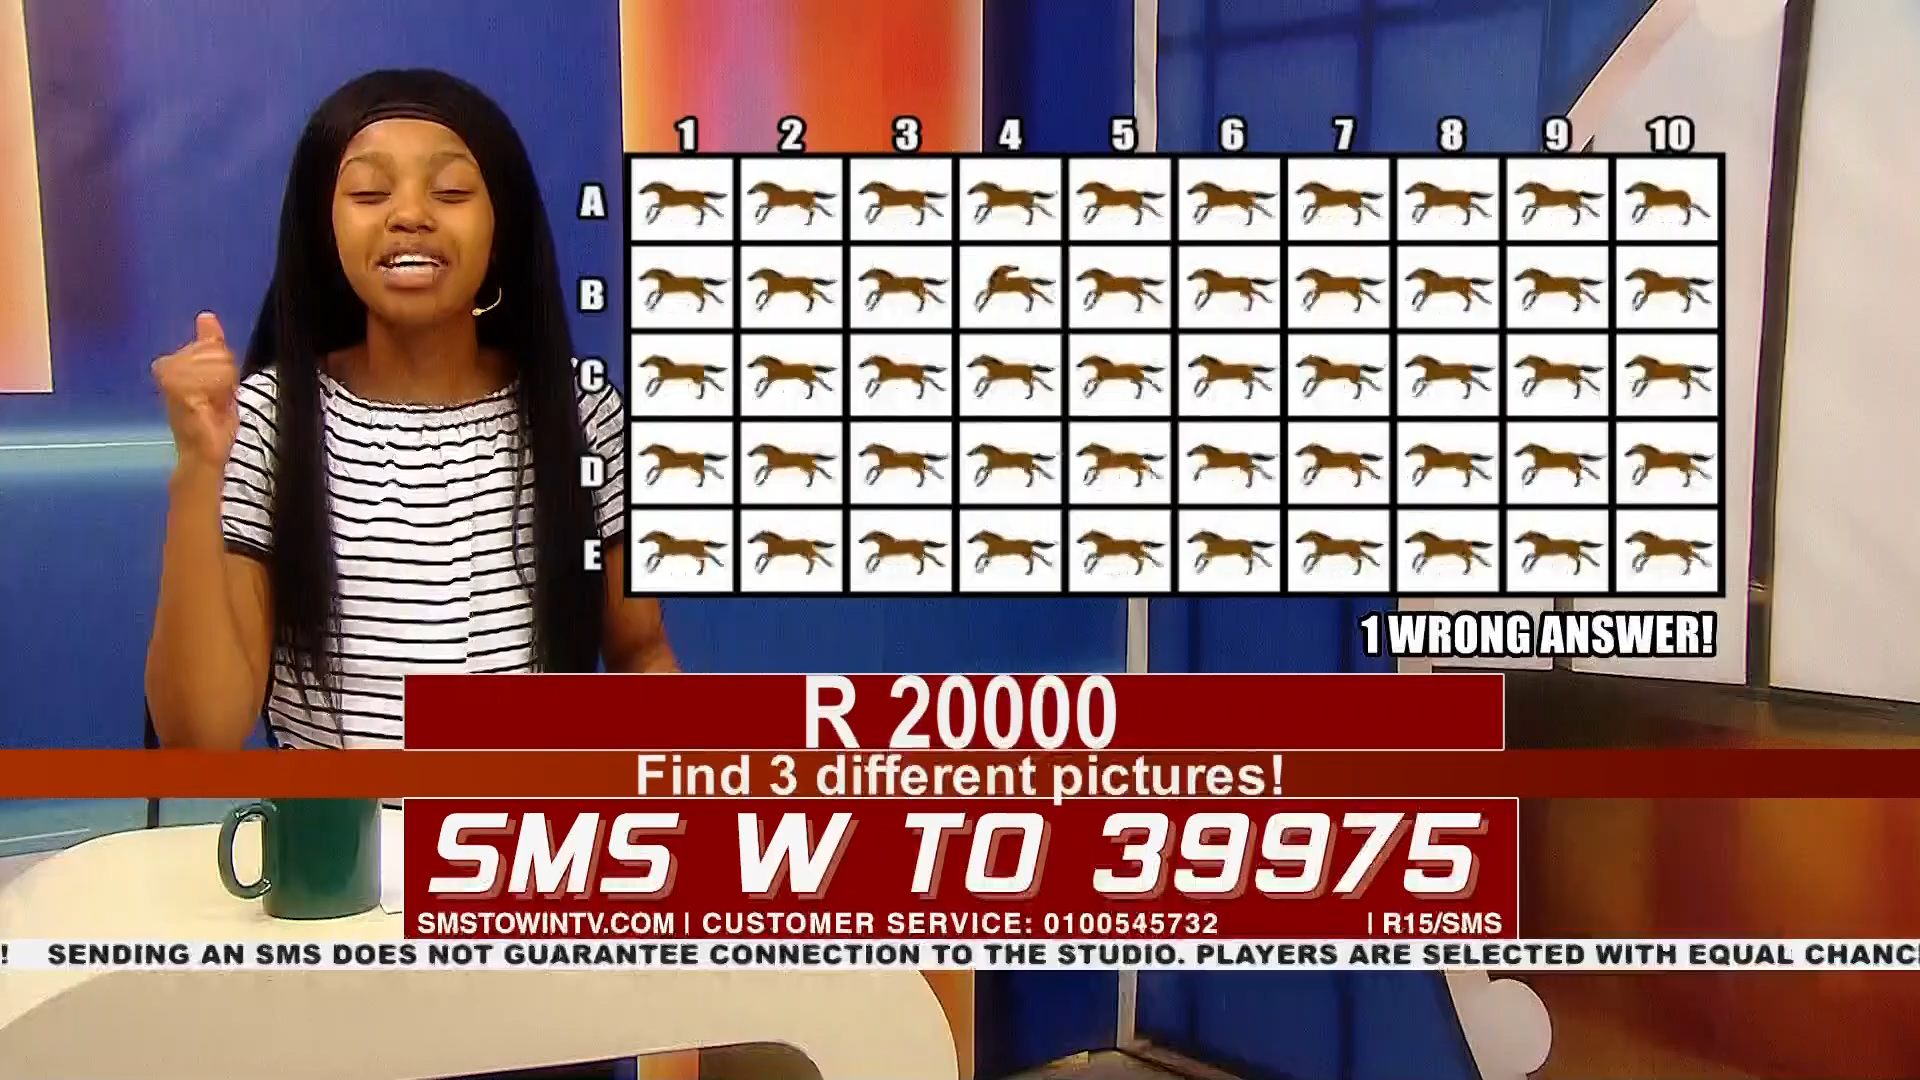 1 2 3 4 5 6 7 8 9 10
A
B
C
D
E
1 WRONG ANSWER!
R 20000
Find 3 different pictures!
SMS W TO 39975
SMSTOWINTV.COM | CUSTOMER SERVICE: 0100545732 | R15/SMS
! SENDING AN SMS DOES NOT GUARANTEE CONNECTION TO THE STUDIO. PLAYERS ARE SELECTED WITH EQUAL CHANC